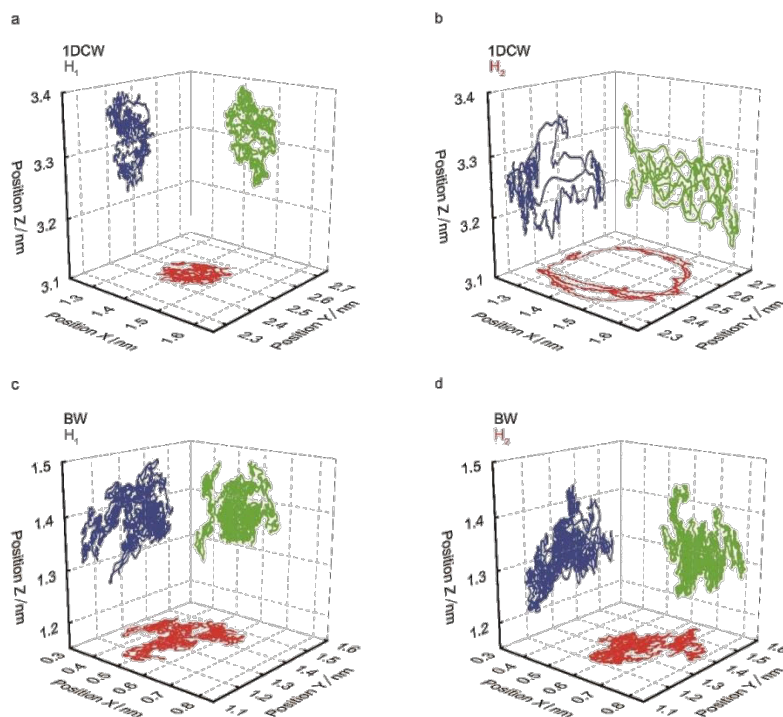 a
1DCW
H₁
3.4
3.3
3.2
3.1
Position Z/nm
1.3
1.4
1.5
1.6
Position X/nm
2.3
2.4
2.5
2.6
2.7
Position Y/nm
b
1DCW
H₂
3.4
3.3
3.2
3.1
Position Z/nm
1.3
1.4
1.5
1.6
Position X/nm
2.3
2.4
2.5
2.6
2.7
Position Y/nm
c
BW
H₁
1.5
1.4
1.3
1.2
Position Z/nm
0.3
0.4
0.5
0.6
0.7
0.8
Position X/nm
1.1
1.2
1.3
1.4
1.5
1.6
Position Y/nm
d
BW
H₂
1.5
1.4
1.3
1.2
Position Z/nm
0.3
0.4
0.5
0.6
0.7
0.8
Position X/nm
1.1
1.2
1.3
1.4
1.5
1.6
Position Y/nm